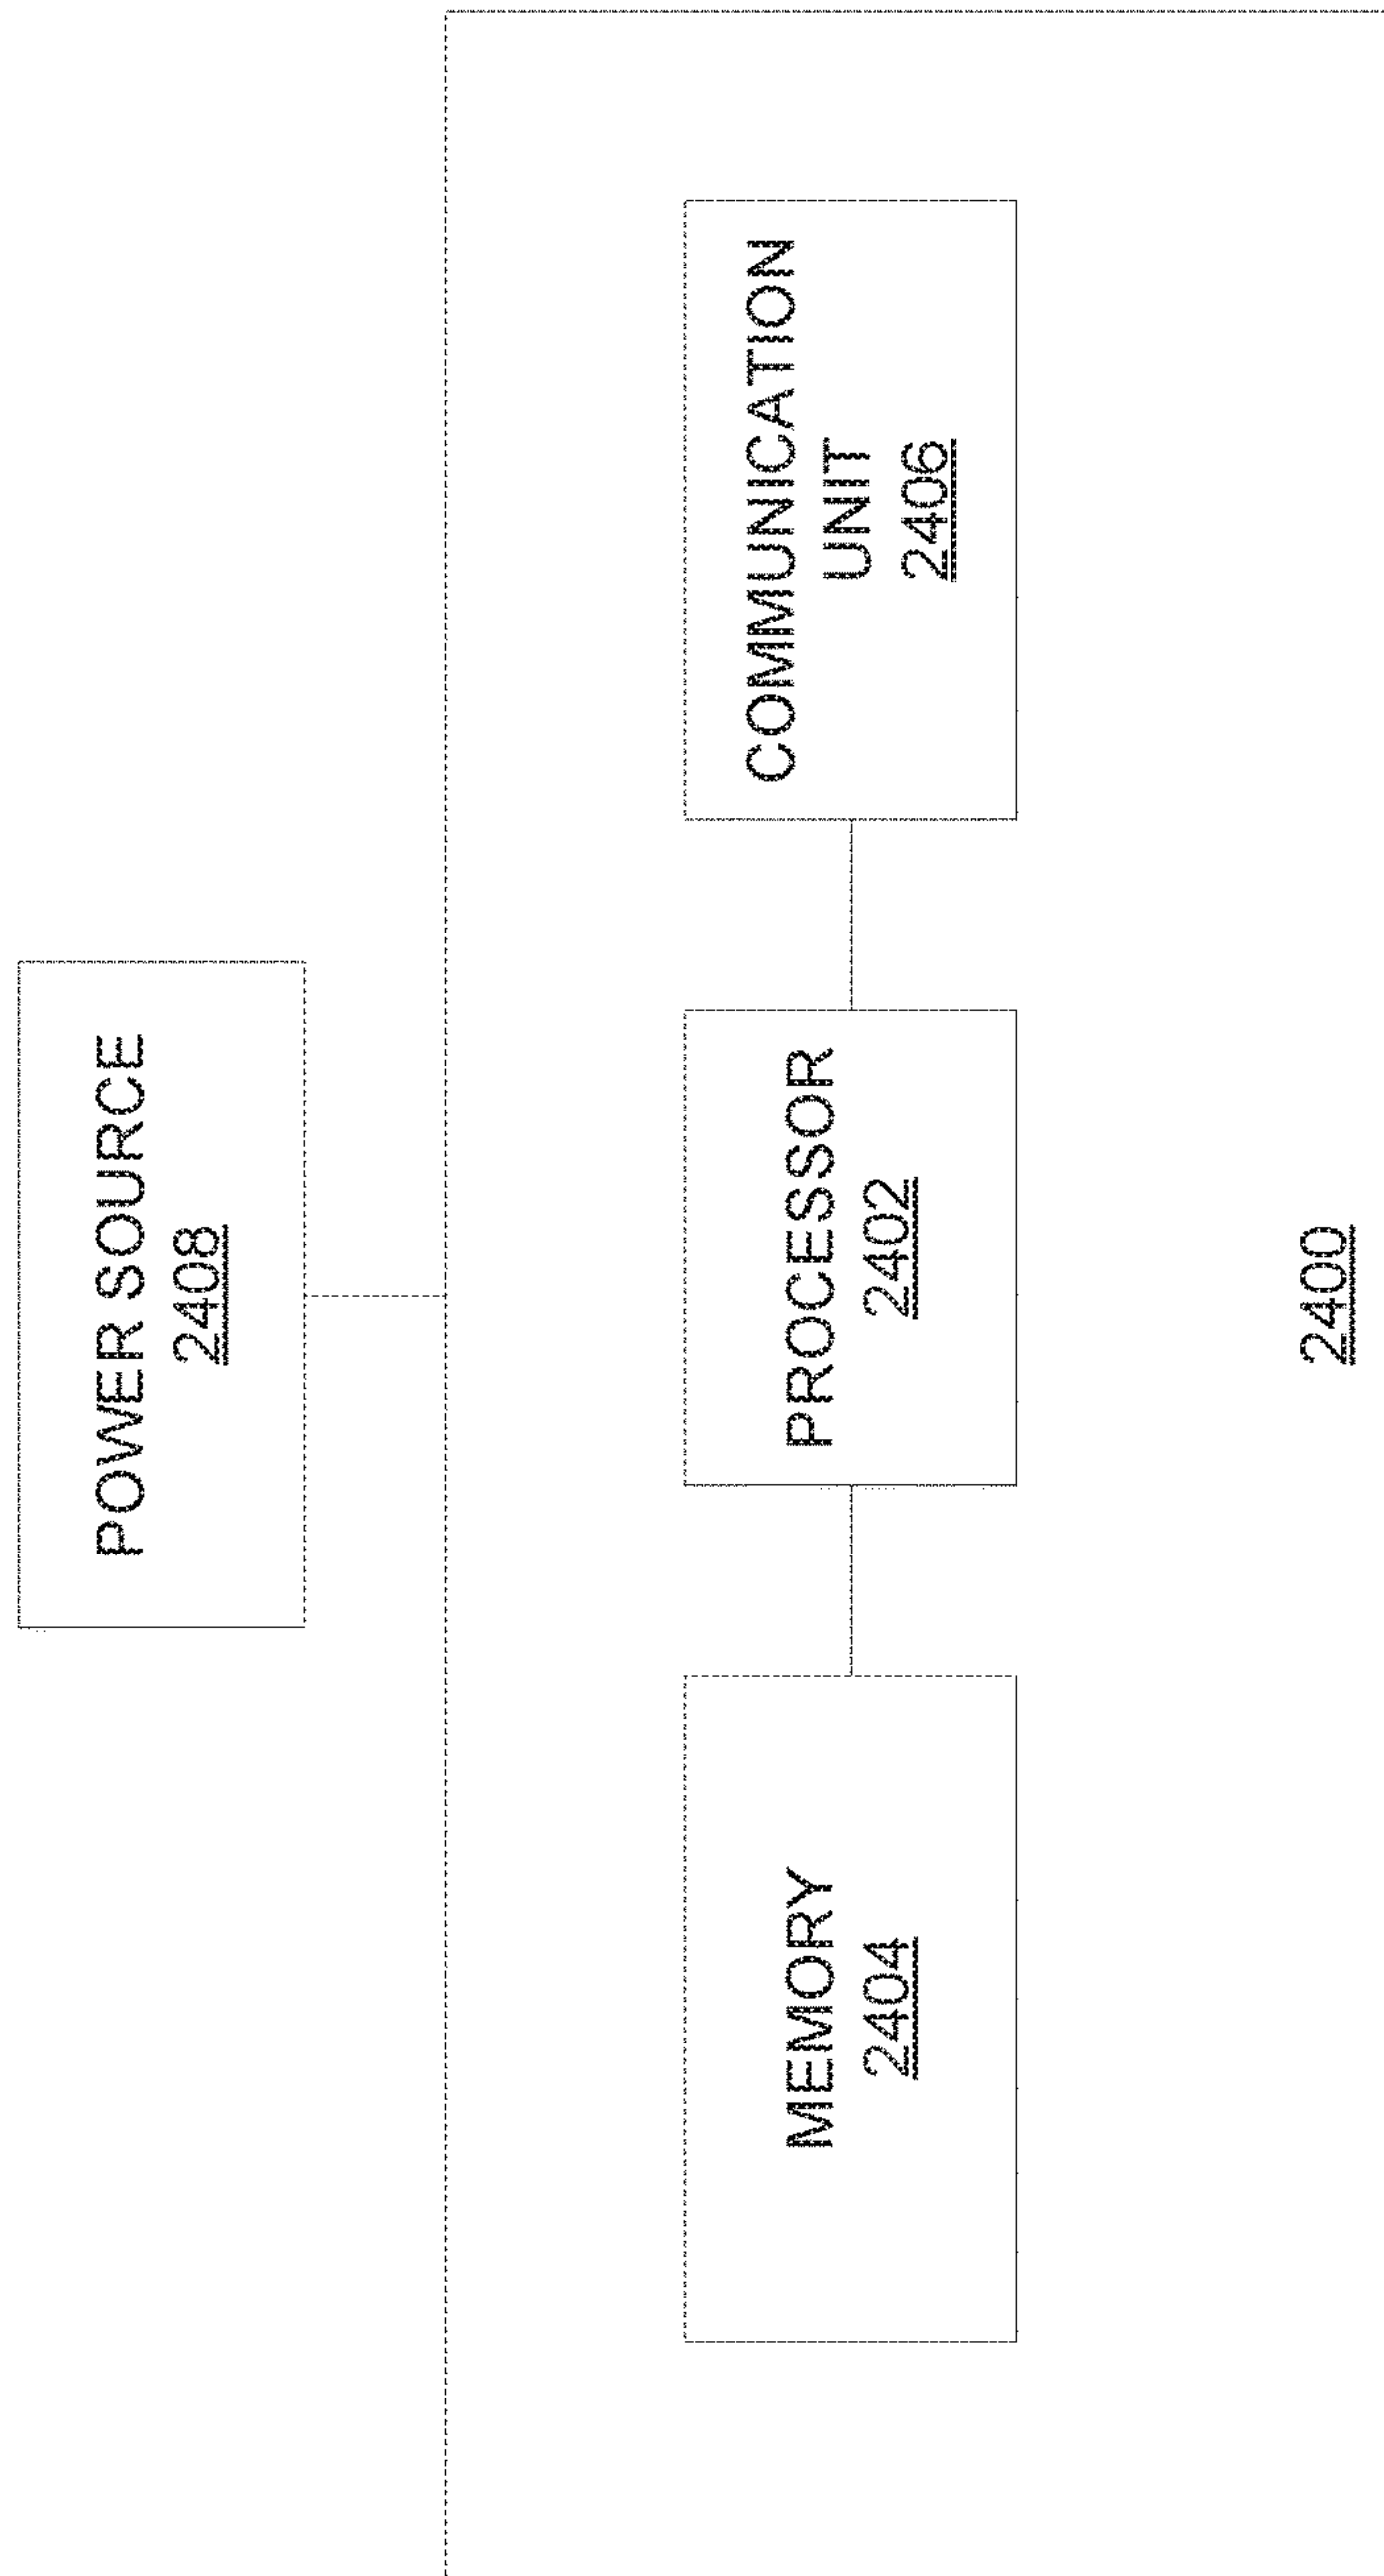 POWER SOURCE
2408
MEMORY
2404
PROCESSOR
2402
COMMUNICATION
UNIT
2406
2400